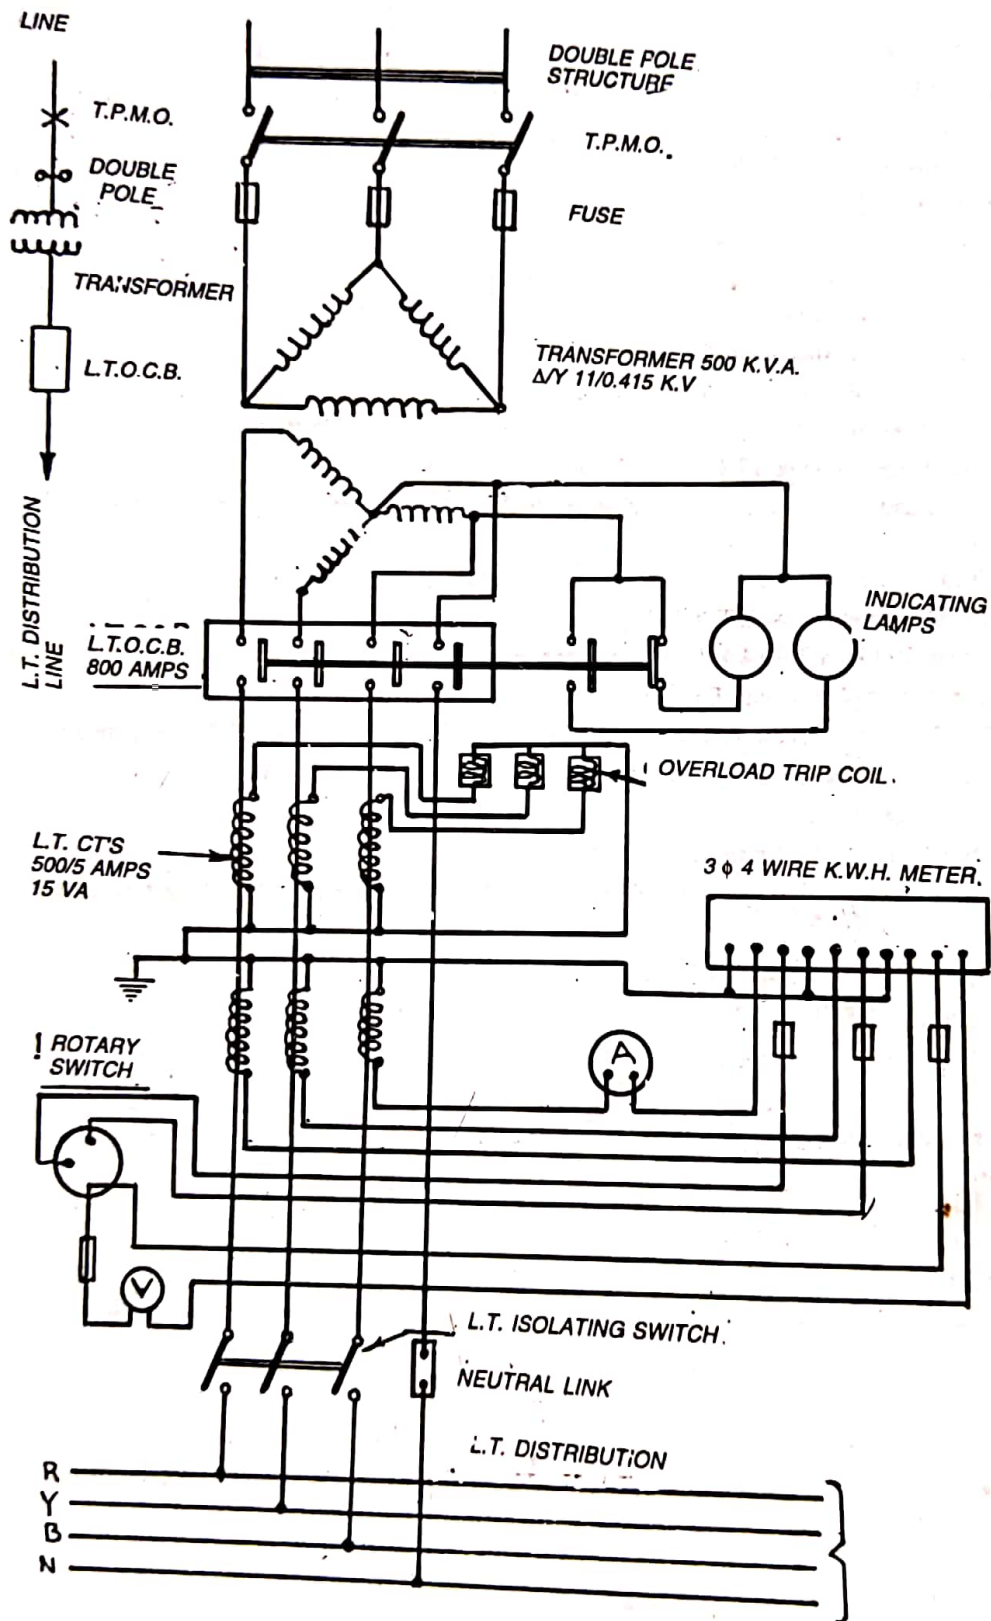 LINE
T.P.M.O.
DOUBLE
POLE
TRANSFORMER
L.T.O.C.B.
L.T. DISTRIBUTION
LINE
DOUBLE POLE
STRUCTURE
T.P.M.O.
FUSE
TRANSFORMER 500 K.V.A.
Δ/Y 11/0.415 K.V
INDICATING
LAMPS
L.T.O.C.B.
800 AMPS
OVERLOAD TRIP COIL.
L.T. CT'S
500/5 AMPS
15 VA
3 ϕ 4 WIRE K.W.H. METER.
A
ROTARY
SWITCH
V
L.T. ISOLATING SWITCH.
NEUTRAL LINK
L.T. DISTRIBUTION
R
Y
B
N